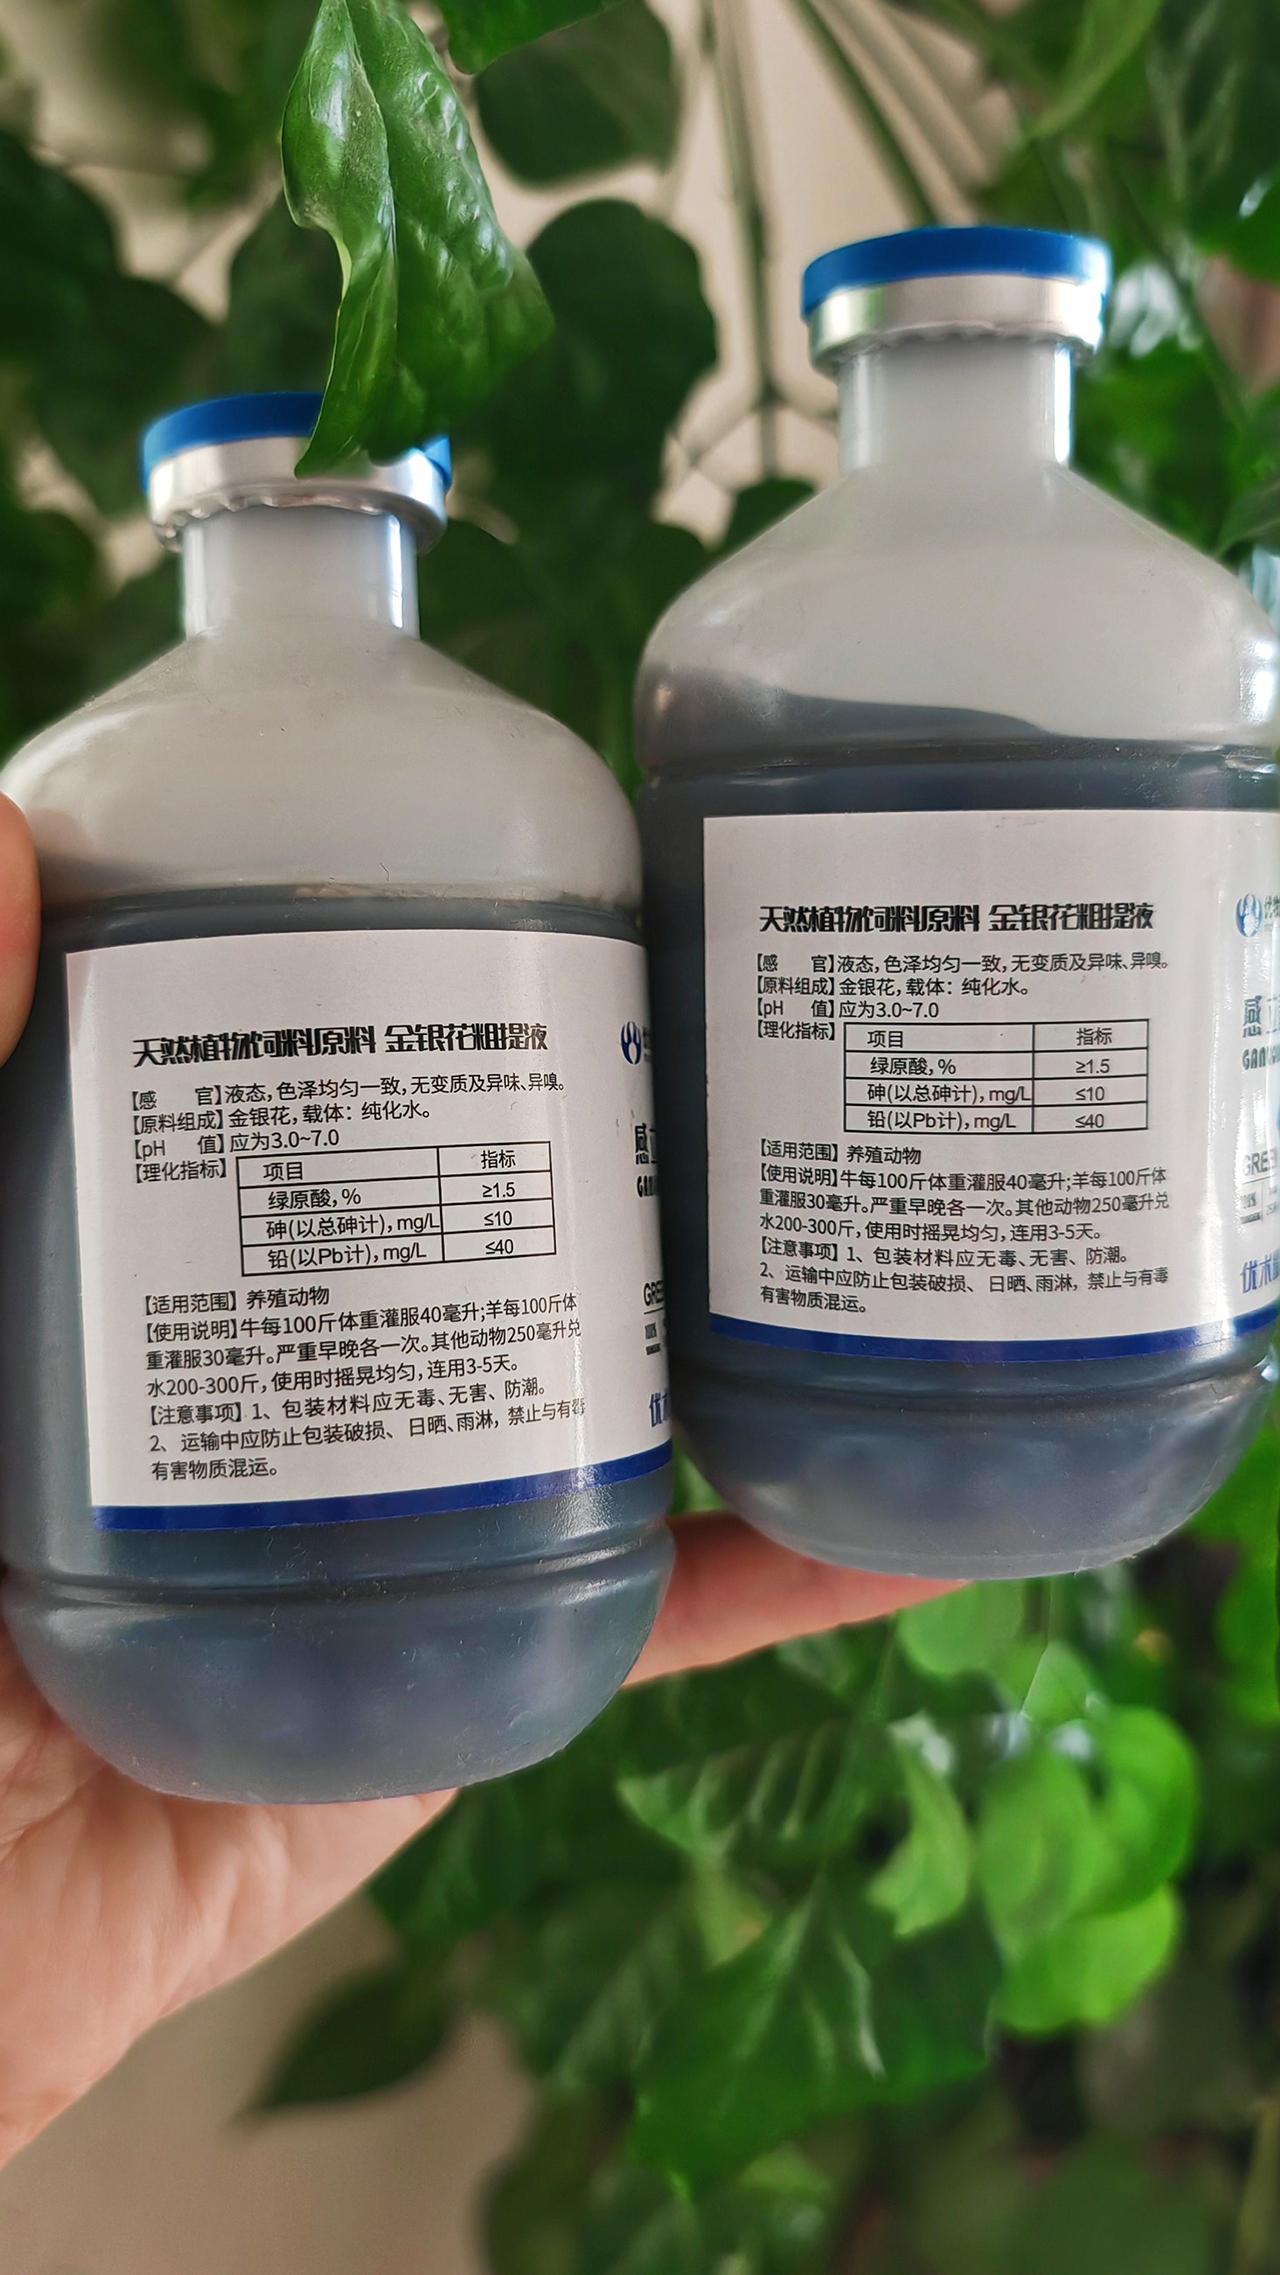 天然植物饲料原料 金银花粗提液
【感 官】液态，色泽均匀一致，无变质及异味、异嗅。
【原料组成】金银花，载体：纯化水。
【pH 值】应为3.0~7.0
【理化指标】
项目 指标
绿原酸，% ≥1.5
砷(以总砷计)，mg/L ≤10
铅(以Pb计)，mg/L ≤40
【适用范围】养殖动物
【使用说明】牛每100斤体重灌服40毫升;羊每100斤体
重灌服30毫升。严重早晚各一次。其他动物250毫升兑
水200-300斤，使用时摇晃均匀，连用3-5天。
【注意事项】1、包装材料应无毒、无害、防潮。
2、运输中应防止包装破损、日晒、雨淋，禁止与有
有害物质混运。
天然植物饲料原料 金银花粗提液
【感 官】液态，色泽均匀一致，无变质及异味、异嗅。
【原料组成】金银花，载体：纯化水。
【pH 值】应为3.0~7.0
【理化指标】
项目 指标
绿原酸，% ≥1.5
砷(以总砷计)，mg/L ≤10
铅(以Pb计)，mg/L ≤40
【适用范围】养殖动物
【使用说明】牛每100斤体重灌服40毫升;羊每100斤体
重灌服30毫升。严重早晚各一次。其他动物250毫升兑
水200-300斤，使用时摇晃均匀，连用3-5天。
【注意事项】1、包装材料应无毒、无害、防潮。
2、运输中应防止包装破损、日晒、雨淋，禁止与有毒
有害物质混运。
感